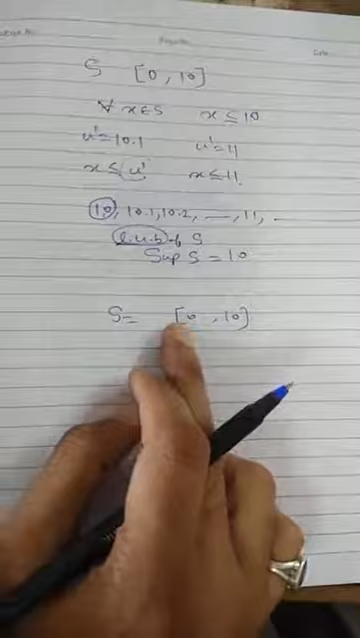 S [0, 10]
∀ x∈S x ≤ 10
u' = 10.1 u' = 11
x ≤ u' x ≤ 11.
10, 10.1, 10.2, —, 11, .
l.u.b of S
Sup S = 10
S = [0, 10]